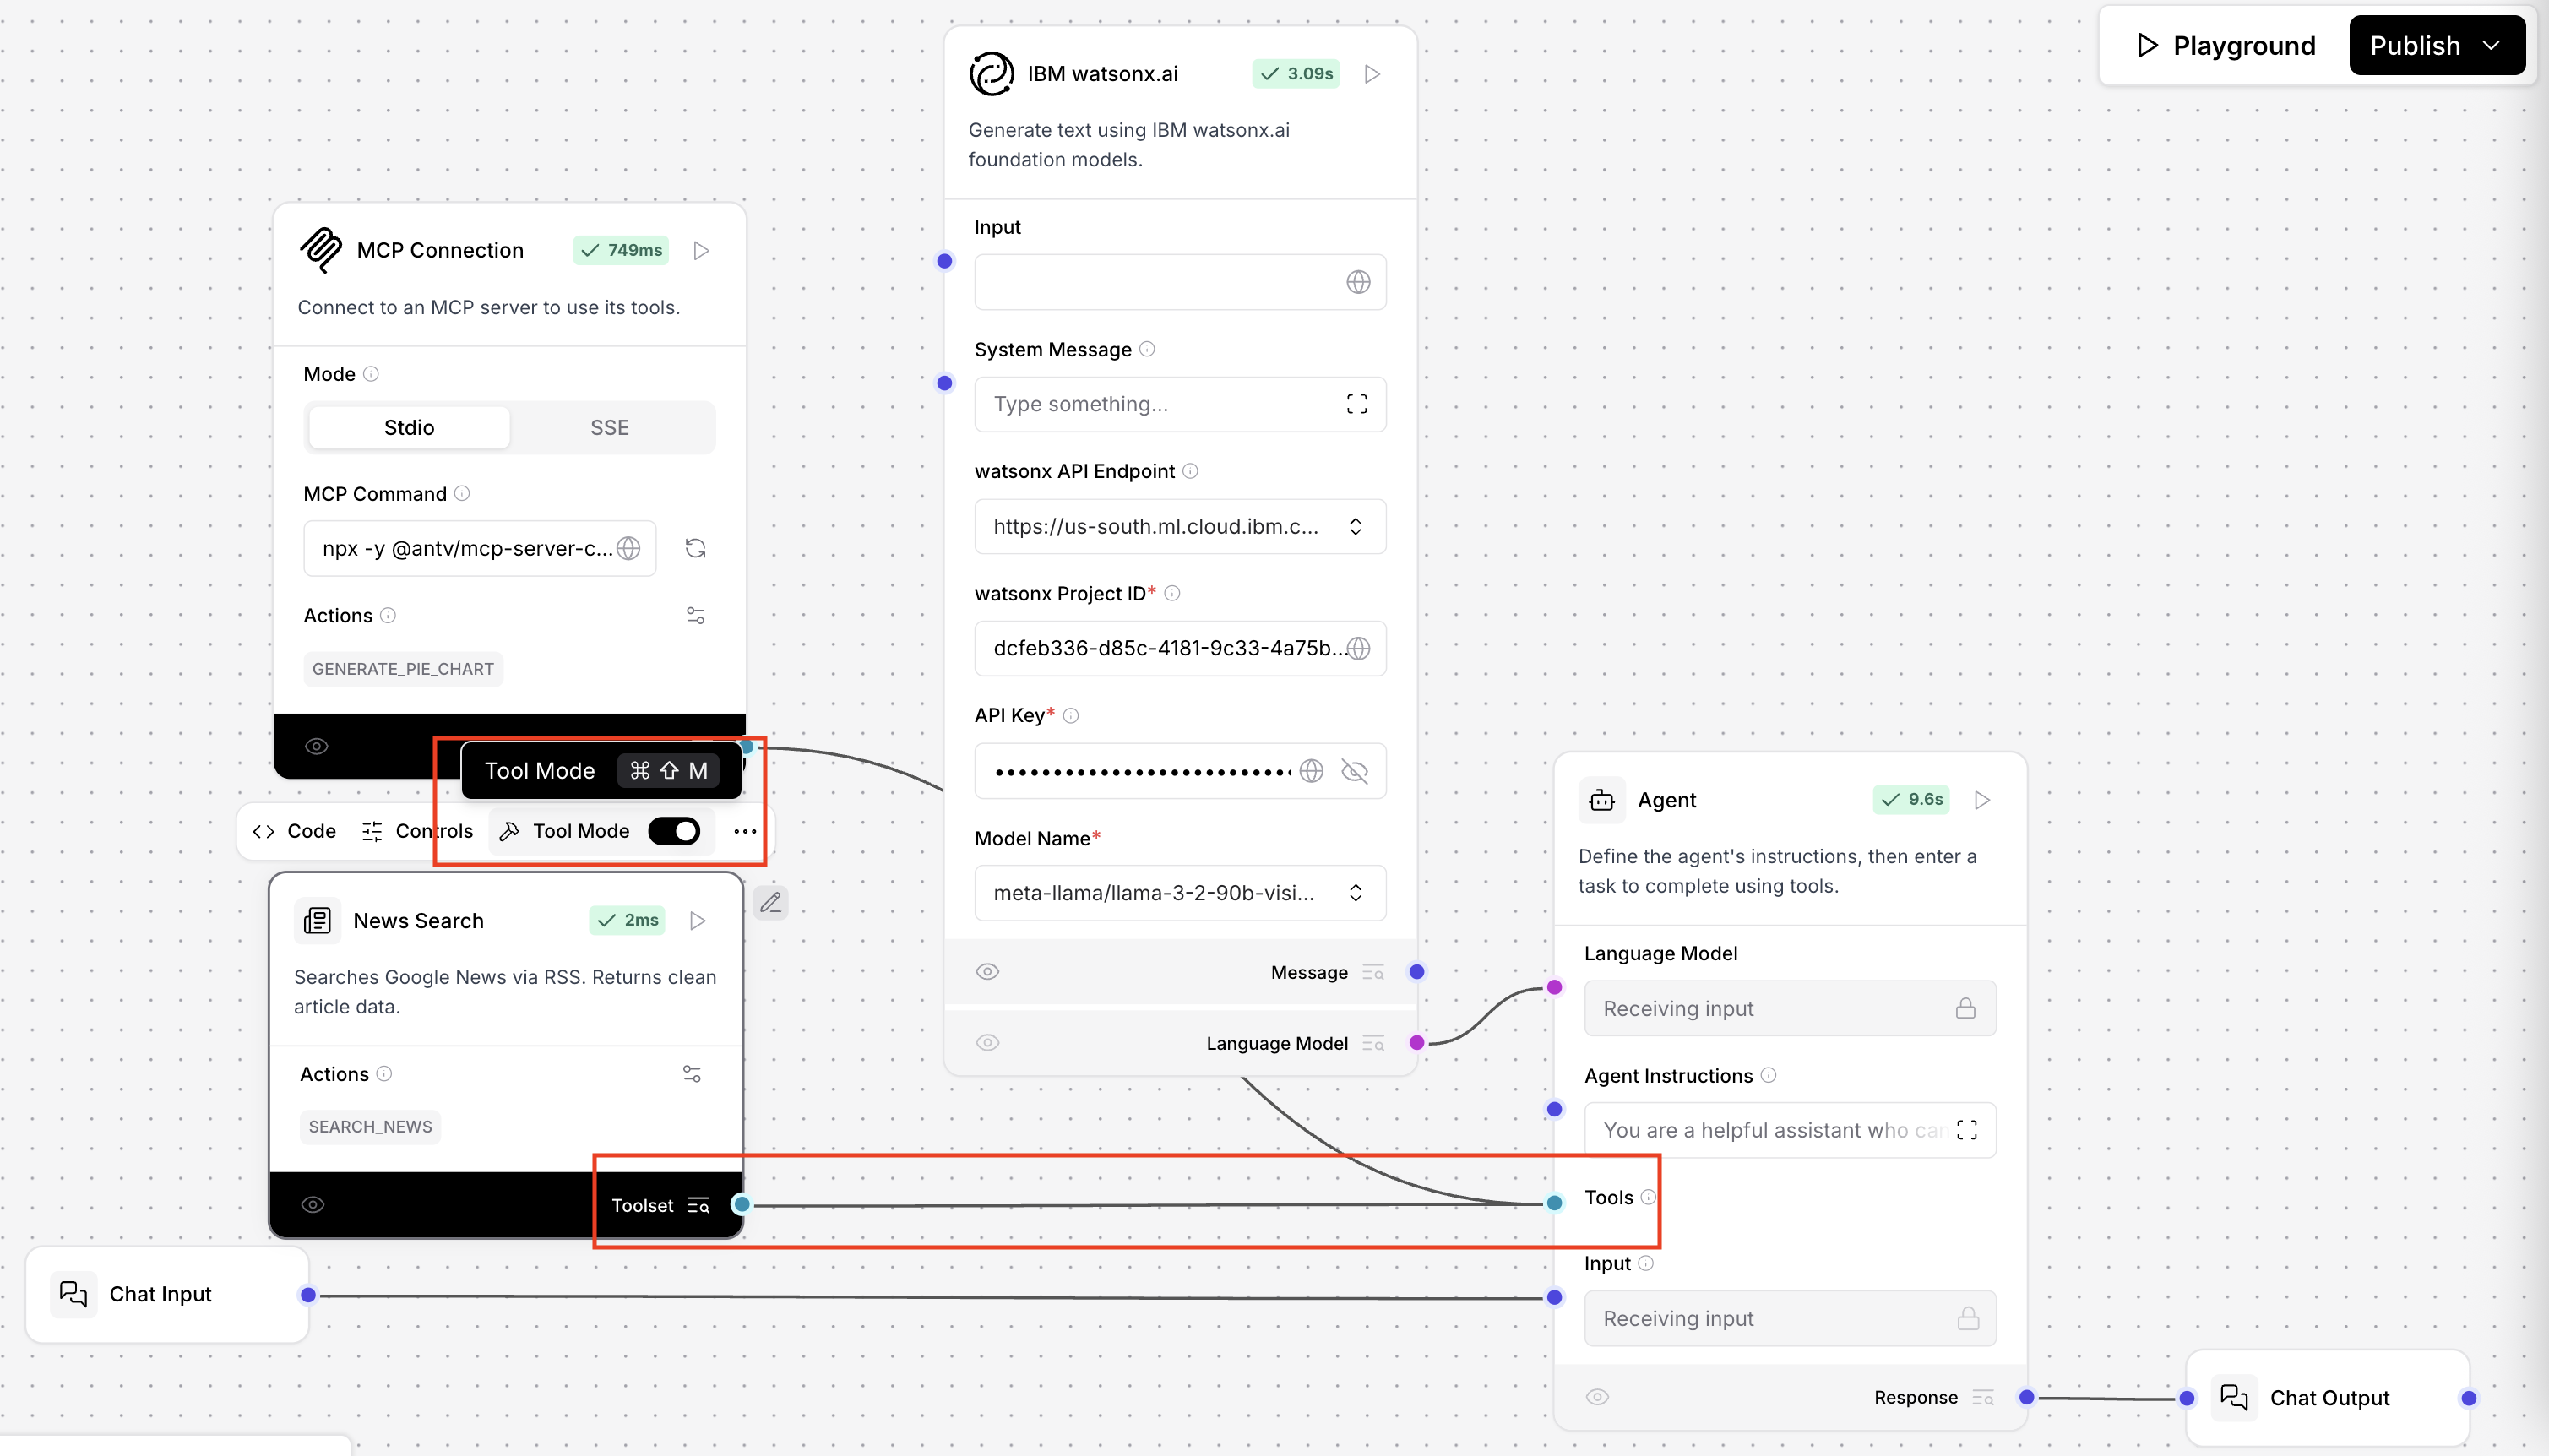 Playground
Publish
IBM watsonx.ai
3.09s
Generate text using IBM watsonx.ai
foundation models.
Input
System Message
Type something...
watsonx API Endpoint
https://us-south.ml.cloud.ibm.c...
watsonx Project ID*
dcfeb336-d85c-4181-9c33-4a75b...
API Key*
Model Name*
meta-llama/llama-3-2-90b-visi...
Message
Language Model
MCP Connection
749ms
Connect to an MCP server to use its tools.
Mode
Stdio
SSE
MCP Command
npx -y @antv/mcp-server-c...
Actions
GENERATE_PIE_CHART
Tool Mode ⌘ ⇧ M
Code
Controls
Tool Mode
News Search
2ms
Searches Google News via RSS. Returns clean
article data.
Actions
SEARCH_NEWS
Toolset
Chat Input
Agent
9.6s
Define the agent's instructions, then enter a
task to complete using tools.
Language Model
Receiving input
Agent Instructions
You are a helpful assistant who can
Tools
Input
Receiving input
Response
Chat Output